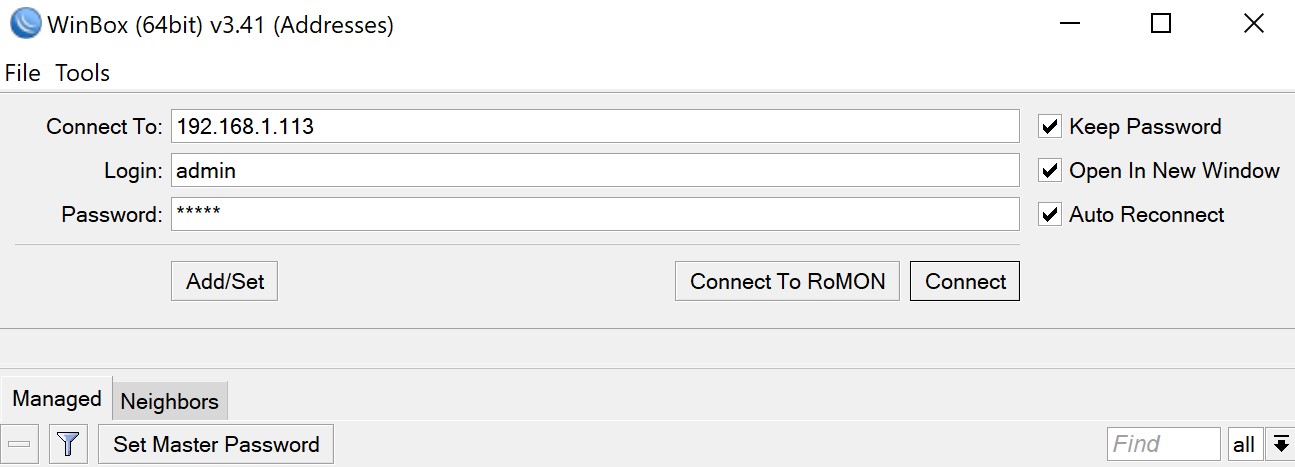 WinBox (64bit) v3.41 (Addresses)
File Tools
Connect To: 192.168.1.113 Keep Password
Login: admin Open In New Window
Password: ***** Auto Reconnect
Add/Set Connect To RoMON Connect
Managed Neighbors
Set Master Password Find all